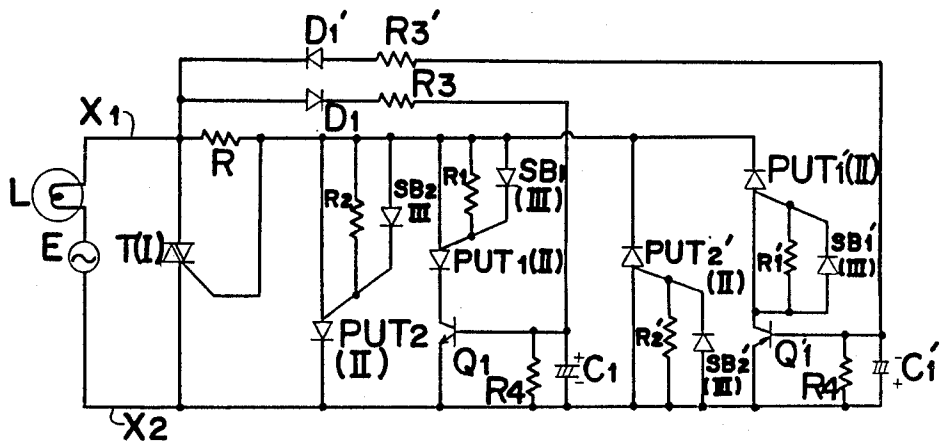 D1' R3'
R3
D1
X1
R
L
E
T(I)
R2
SB2
III
R1
SB1
(III)
PUT1(II)
PUT2
(II)
Q1
R4
+
-
C1
PUT2'
(II)
R2'
SB2'
(III)
PUT1'(II)
R1'
SB1'
(III)
Q'1
R4
-
+
C1'
X2